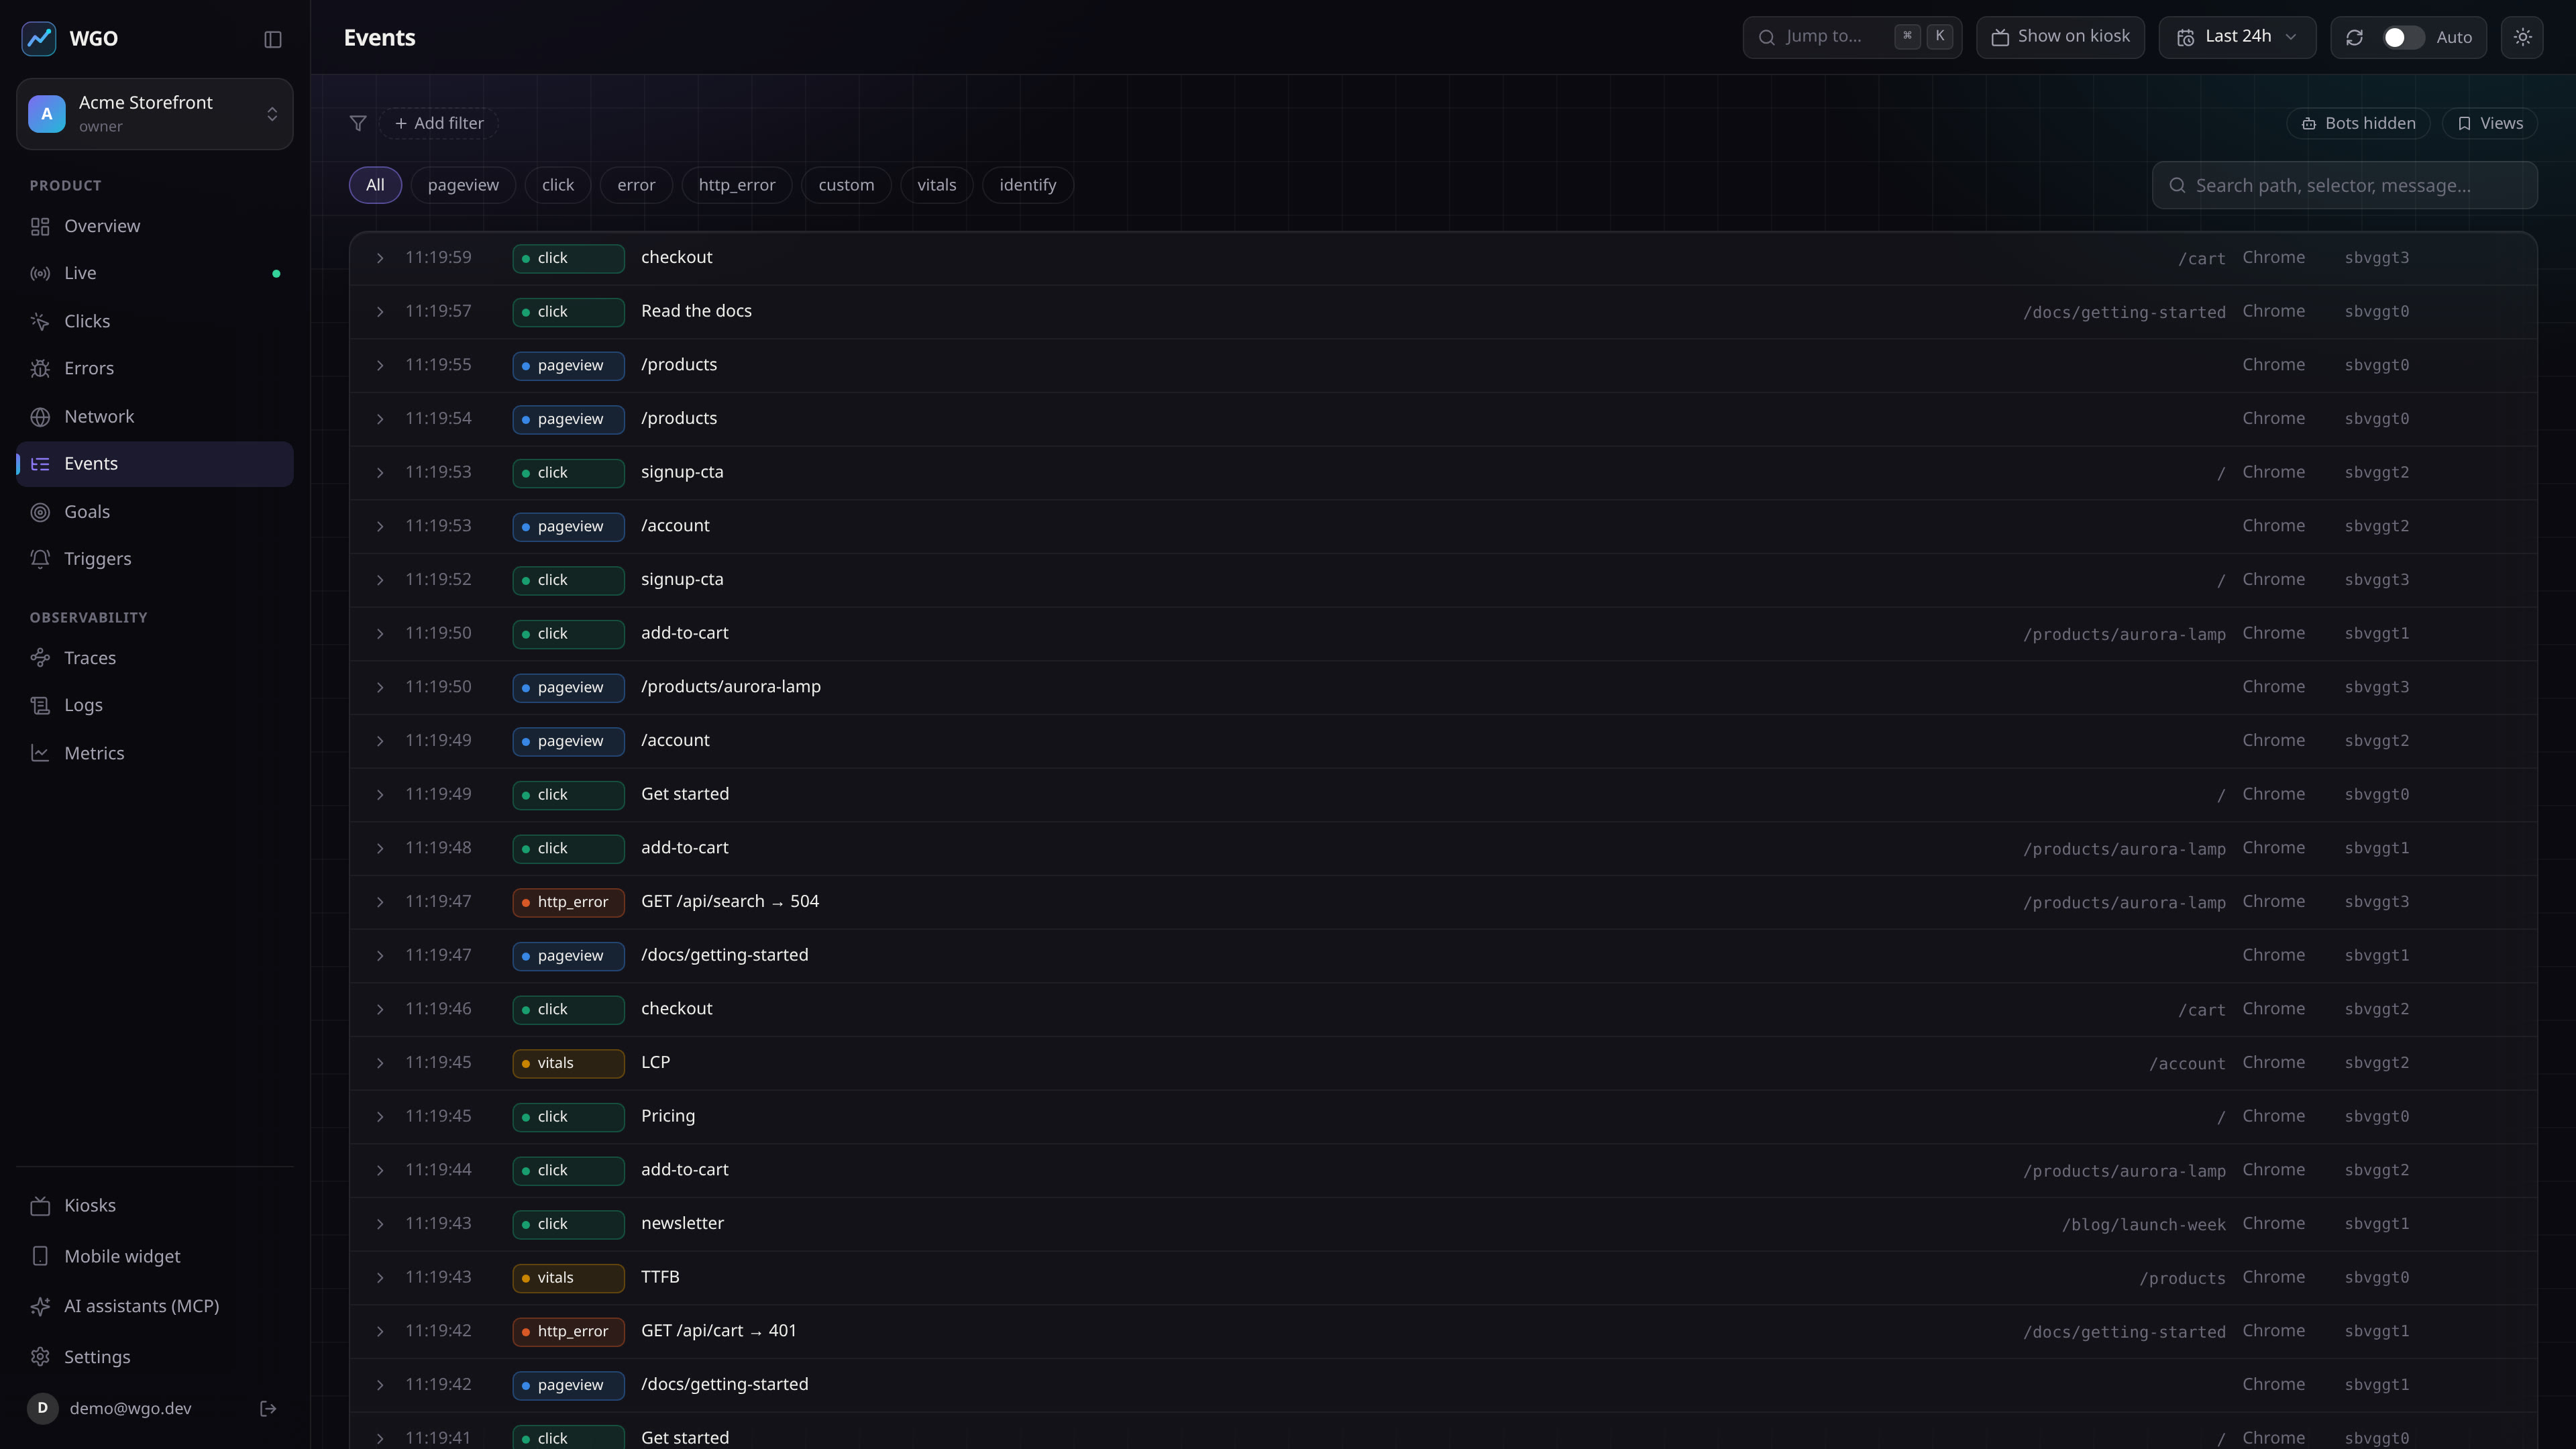 WGO
Events
Jump to...
⌘ K
Show on kiosk
Last 24h
Auto
A
Acme Storefront
owner
PRODUCT
Overview
Live
Clicks
Errors
Network
Events
Goals
Triggers
OBSERVABILITY
Traces
Logs
Metrics
Kiosks
Mobile widget
AI assistants (MCP)
Settings
D demo@wgo.dev
+ Add filter
Bots hidden
Views
All pageview click error http_error custom vitals identify
Search path, selector, message...
11:19:59 click checkout /cart Chrome sbvggt3
11:19:57 click Read the docs /docs/getting-started Chrome sbvggt0
11:19:55 pageview /products Chrome sbvggt0
11:19:54 pageview /products Chrome sbvggt0
11:19:53 click signup-cta / Chrome sbvggt2
11:19:53 pageview /account Chrome sbvggt2
11:19:52 click signup-cta / Chrome sbvggt3
11:19:50 click add-to-cart /products/aurora-lamp Chrome sbvggt1
11:19:50 pageview /products/aurora-lamp Chrome sbvggt3
11:19:49 pageview /account Chrome sbvggt2
11:19:49 click Get started / Chrome sbvggt0
11:19:48 click add-to-cart /products/aurora-lamp Chrome sbvggt1
11:19:47 http_error GET /api/search → 504 /products/aurora-lamp Chrome sbvggt3
11:19:47 pageview /docs/getting-started Chrome sbvggt1
11:19:46 click checkout /cart Chrome sbvggt2
11:19:45 vitals LCP /account Chrome sbvggt2
11:19:45 click Pricing / Chrome sbvggt0
11:19:44 click add-to-cart /products/aurora-lamp Chrome sbvggt2
11:19:43 click newsletter /blog/launch-week Chrome sbvggt1
11:19:43 vitals TTFB /products Chrome sbvggt0
11:19:42 http_error GET /api/cart → 401 /docs/getting-started Chrome sbvggt1
11:19:42 pageview /docs/getting-started Chrome sbvggt1
11:19:41 click Get started / Chrome sbvggt0